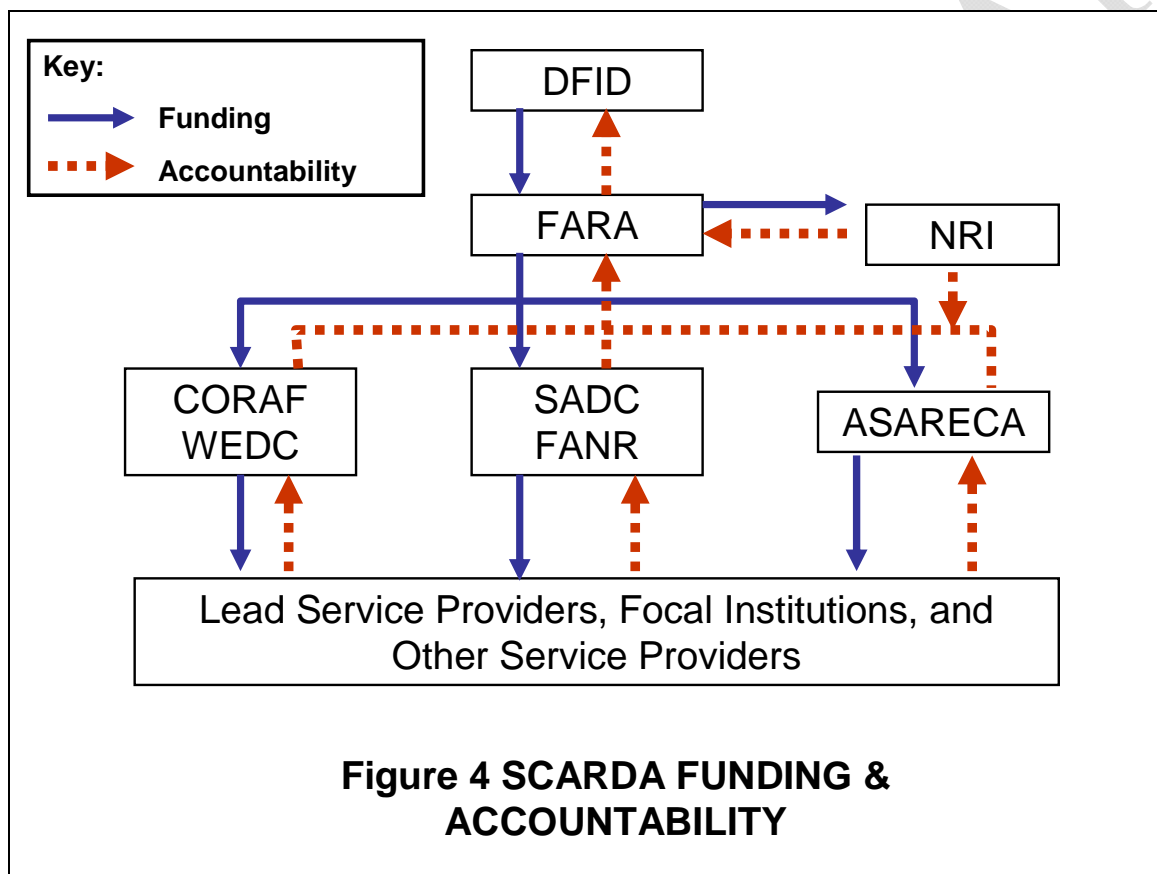 Key:
Funding
Accountability
DFID
FARA
NRI
CORAF
WEDC
SADC
FANR
ASARECA
Lead Service Providers, Focal Institutions, and
Other Service Providers
Figure 4 SCARDA FUNDING &
ACCOUNTABILITY